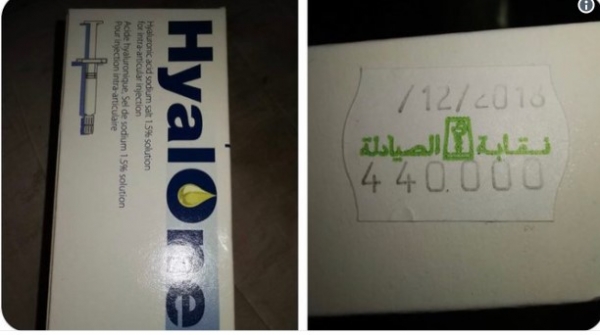 HyalOne
Hyaluronic acid sodium salt 1.5% solution
for intra-articular injection
Acide hyaluronique, Sel de sodium 1.5% solution
Pour injection intra-articulaire
/12/2018
نقابة الصيادلة
440.000